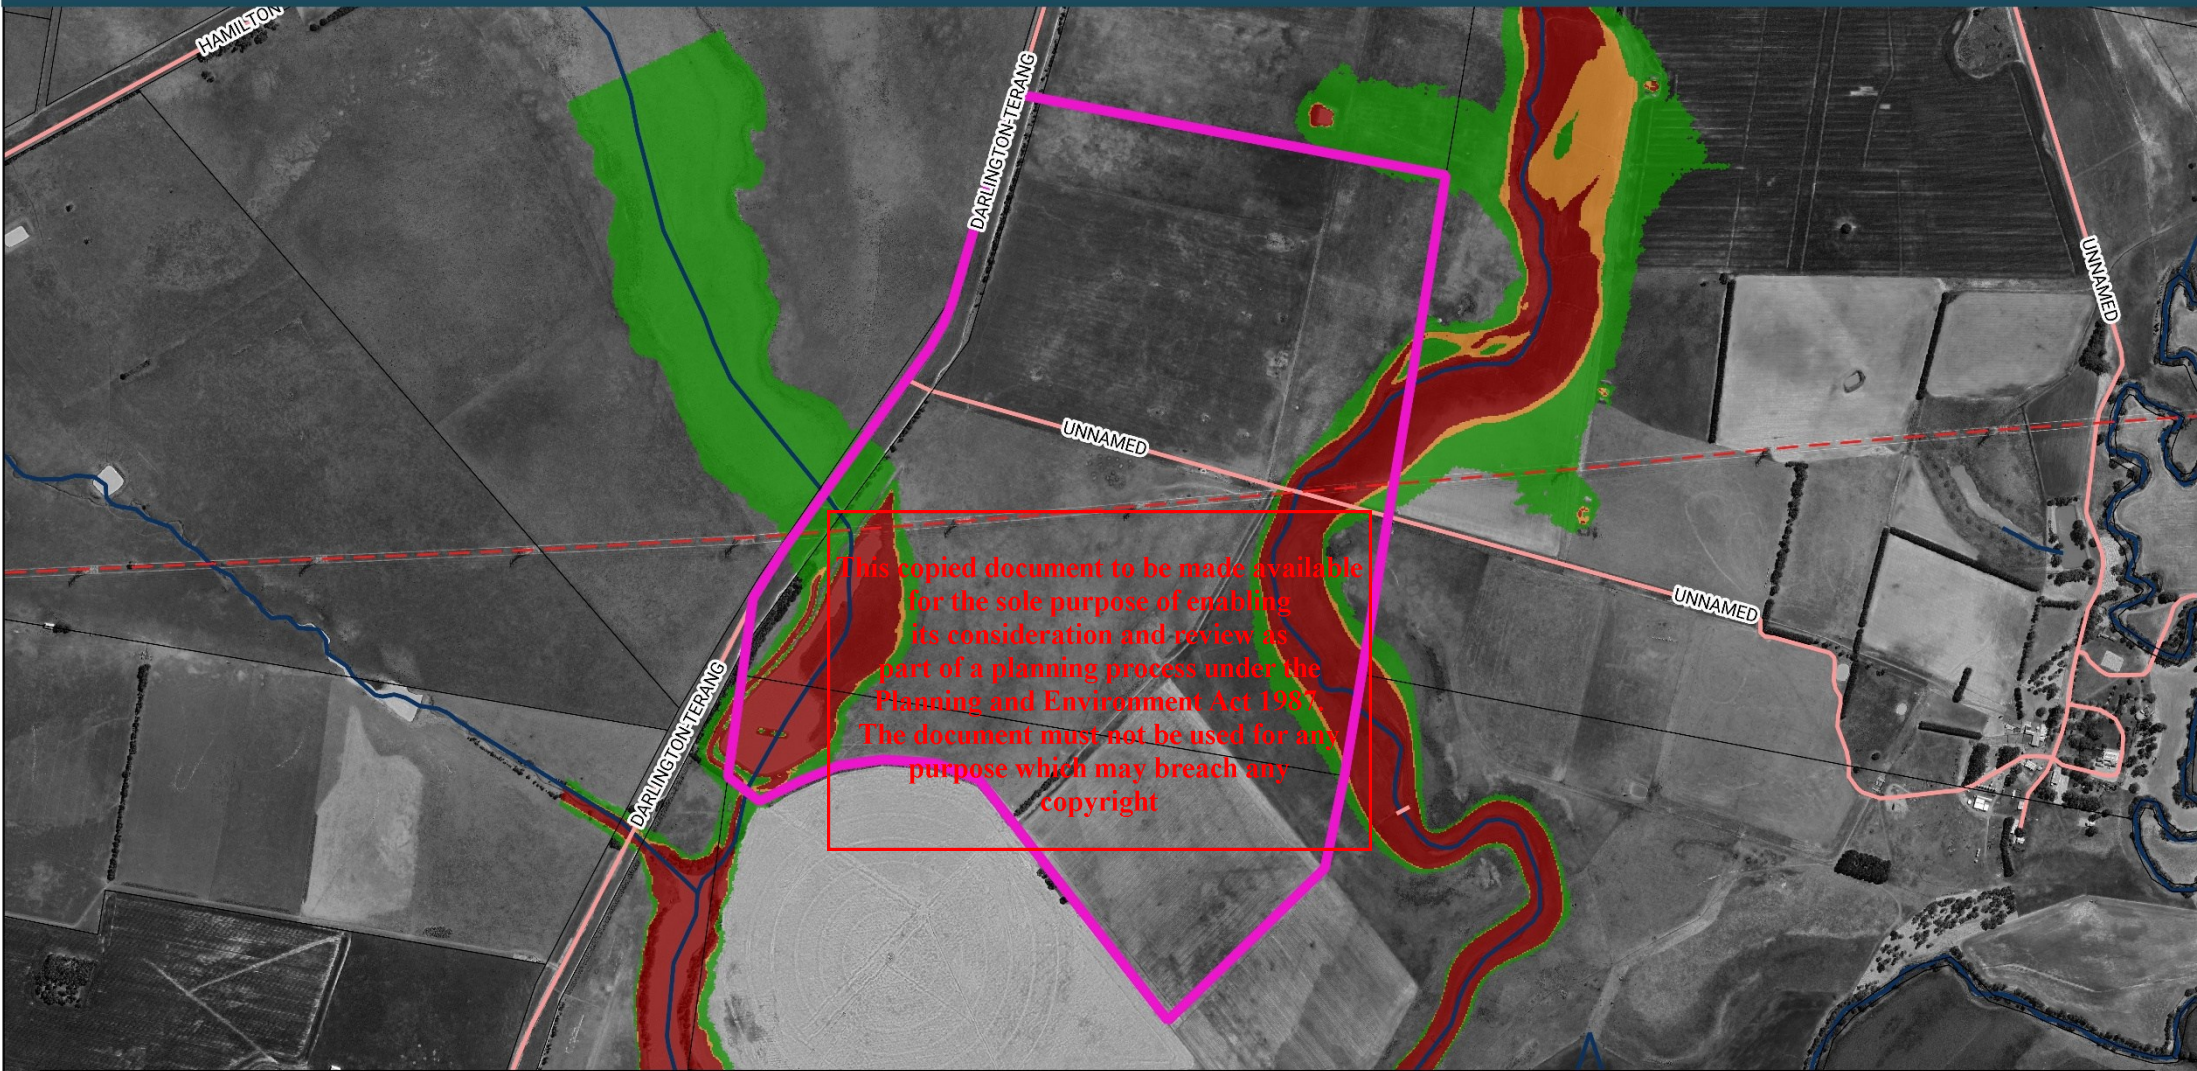 HAMILTON
DARLINGTON-TERANG
UNNAMED
UNNAMED
UNNAMED
DARLINGTON-TERANG
This copied document to be made available
for the sole purpose of enabling
its consideration and review as
part of a planning process under the
Planning and Environment Act 1987.
The document must not be used for any
purpose which may breach any
copyright